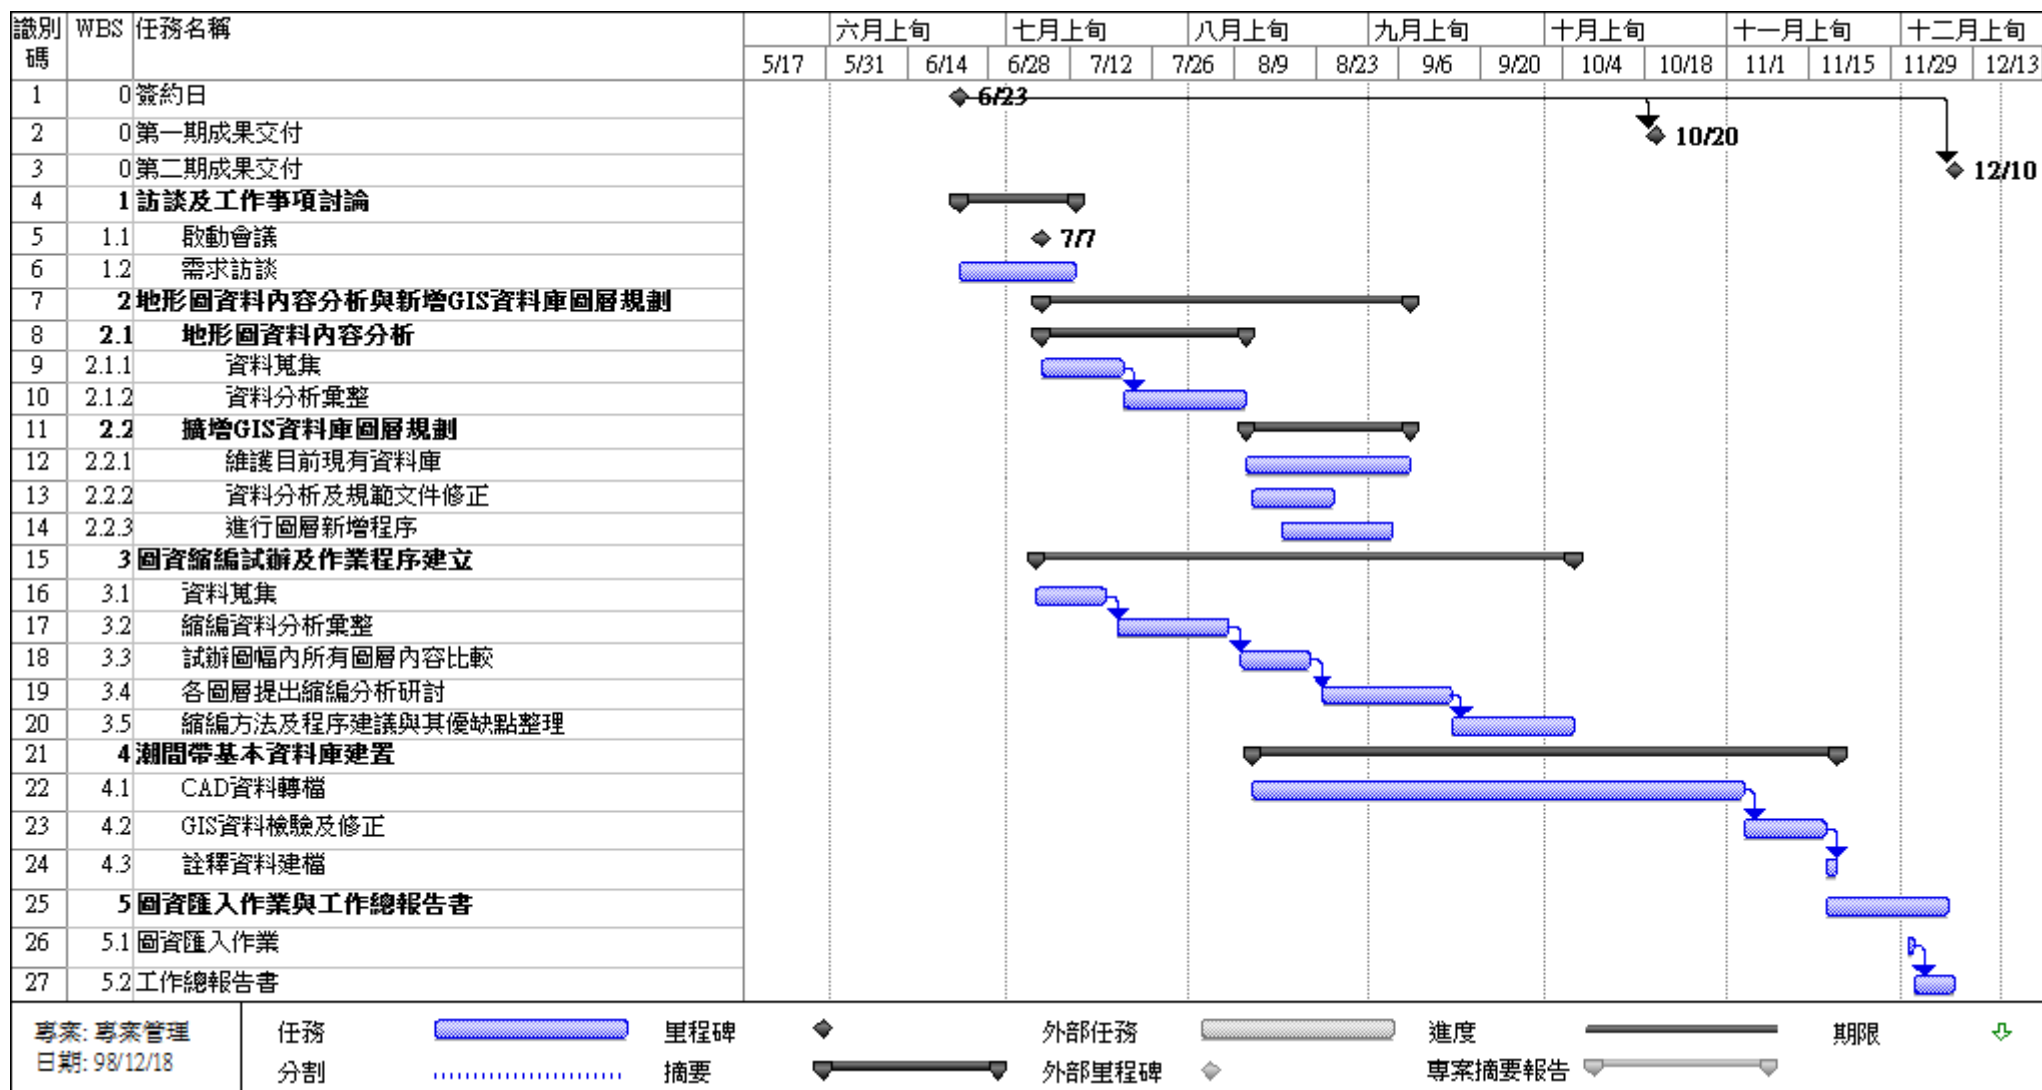 識別碼 WBS 任務名稱 六月上旬 七月上旬 八月上旬 九月上旬 十月上旬 十一月上旬 十二月上旬
5/17 5/31 6/14 6/28 7/12 7/26 8/9 8/23 9/6 9/20 10/4 10/18 11/1 11/15 11/29 12/13
1 0 簽約日 6/23
2 0 第一期成果交付 10/20
3 0 第二期成果交付 12/10
4 1 訪談及工作事項討論
5 1.1 啟動會議 7/7
6 1.2 需求訪談
7 2 地形圖資料內容分析與新增GIS資料庫圖層規劃
8 2.1 地形圖資料內容分析
9 2.1.1 資料蒐集
10 2.1.2 資料分析彙整
11 2.2 擴增GIS資料庫圖層規劃
12 2.2.1 維護目前現有資料庫
13 2.2.2 資料分析及規範文件修正
14 2.2.3 進行圖層新增程序
15 3 圖資縮編試辦及作業程序建立
16 3.1 資料蒐集
17 3.2 縮編資料分析彙整
18 3.3 試辦圖幅內所有圖層內容比較
19 3.4 各圖層提出縮編分析研討
20 3.5 縮編方法及程序建議與其優缺點整理
21 4 潮間帶基本資料庫建置
22 4.1 CAD資料轉檔
23 4.2 GIS資料檢驗及修正
24 4.3 詮釋資料建檔
25 5 圖資匯入作業與工作總報告書
26 5.1 圖資匯入作業
27 5.2 工作總報告書
專案: 專案管理
日期: 98/12/18
任務 里程碑 外部任務 進度 期限
分割 摘要 外部里程碑 專案摘要報告